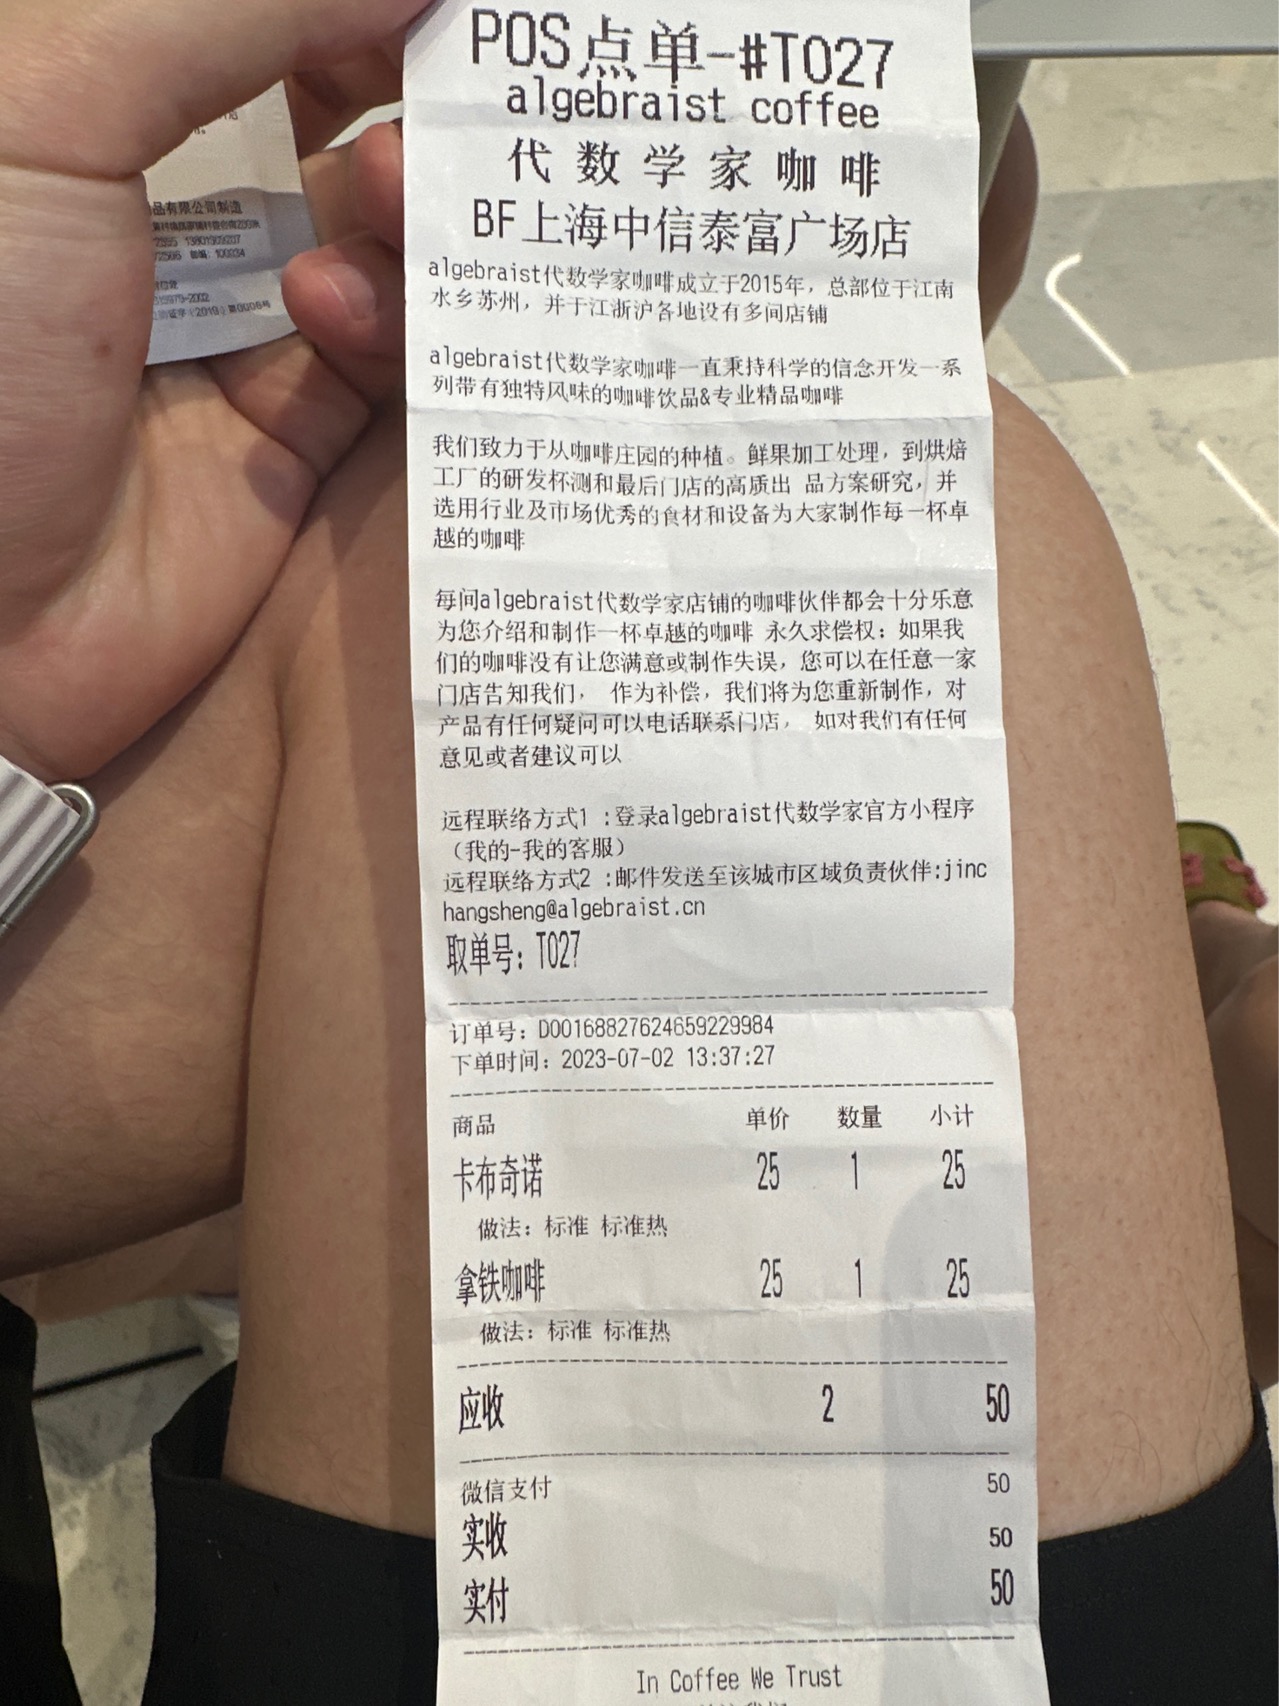 POS点单-#T027
algebraist coffee
代数学家咖啡
BF上海中信泰富广场店
algebraist代数学家咖啡成立于2015年，总部位于江南
水乡苏州，并于江浙沪各地设有多间店铺
algebraist代数学家咖啡一直秉持科学的信念开发一系
列带有独特风味的咖啡饮品&专业精品咖啡
我们致力于从咖啡庄园的种植。鲜果加工处理，到烘焙
工厂的研发杯测和最后门店的高质出 品方案研究，并
选用行业及市场优秀的食材和设备为大家制作每一杯卓
越的咖啡
每间algebraist代数学家店铺的咖啡伙伴都会十分乐意
为您介绍和制作一杯卓越的咖啡 永久求偿权：如果我
们的咖啡没有让您满意或制作失误，您可以在任意一家
门店告知我们， 作为补偿，我们将为您重新制作，对
产品有任何疑问可以电话联系门店， 如对我们有任何
意见或者建议可以
远程联络方式1 :登录algebraist代数学家官方小程序
（我的-我的客服）
远程联络方式2 :邮件发送至该城市区域负责伙伴:jinc
hangsheng@algebraist.cn
取单号：T027
订单号：D00168827624659229984
下单时间：2023-07-02 13:37:27
商品 单价 数量 小计
卡布奇诺 25 1 25
做法：标准 标准热
拿铁咖啡 25 1 25
做法：标准 标准热
应收 2 50
微信支付 50
实收 50
实付 50
In Coffee We Trust
品有限公司制造